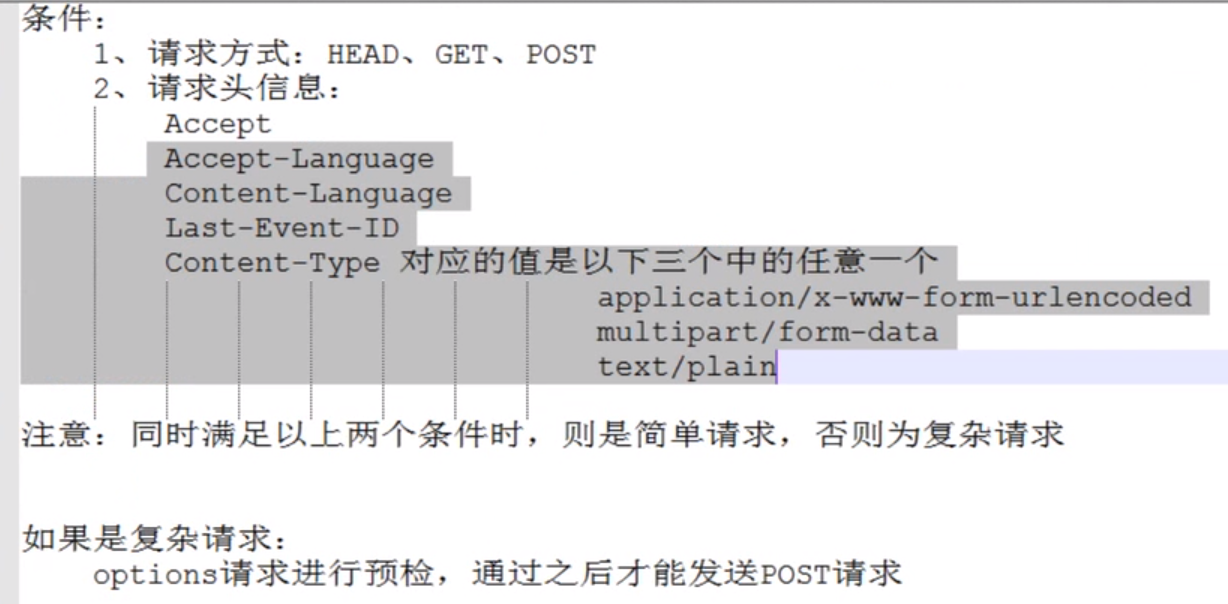 条件：
1、请求方式：HEAD、GET、POST
2、请求头信息：
Accept
Accept-Language
Content-Language
Last-Event-ID
Content-Type 对应的值是以下三个中的任意一个
application/x-www-form-urlencoded
multipart/form-data
text/plain
注意：同时满足以上两个条件时，则是简单请求，否则为复杂请求
如果是复杂请求：
options请求进行预检，通过之后才能发送POST请求